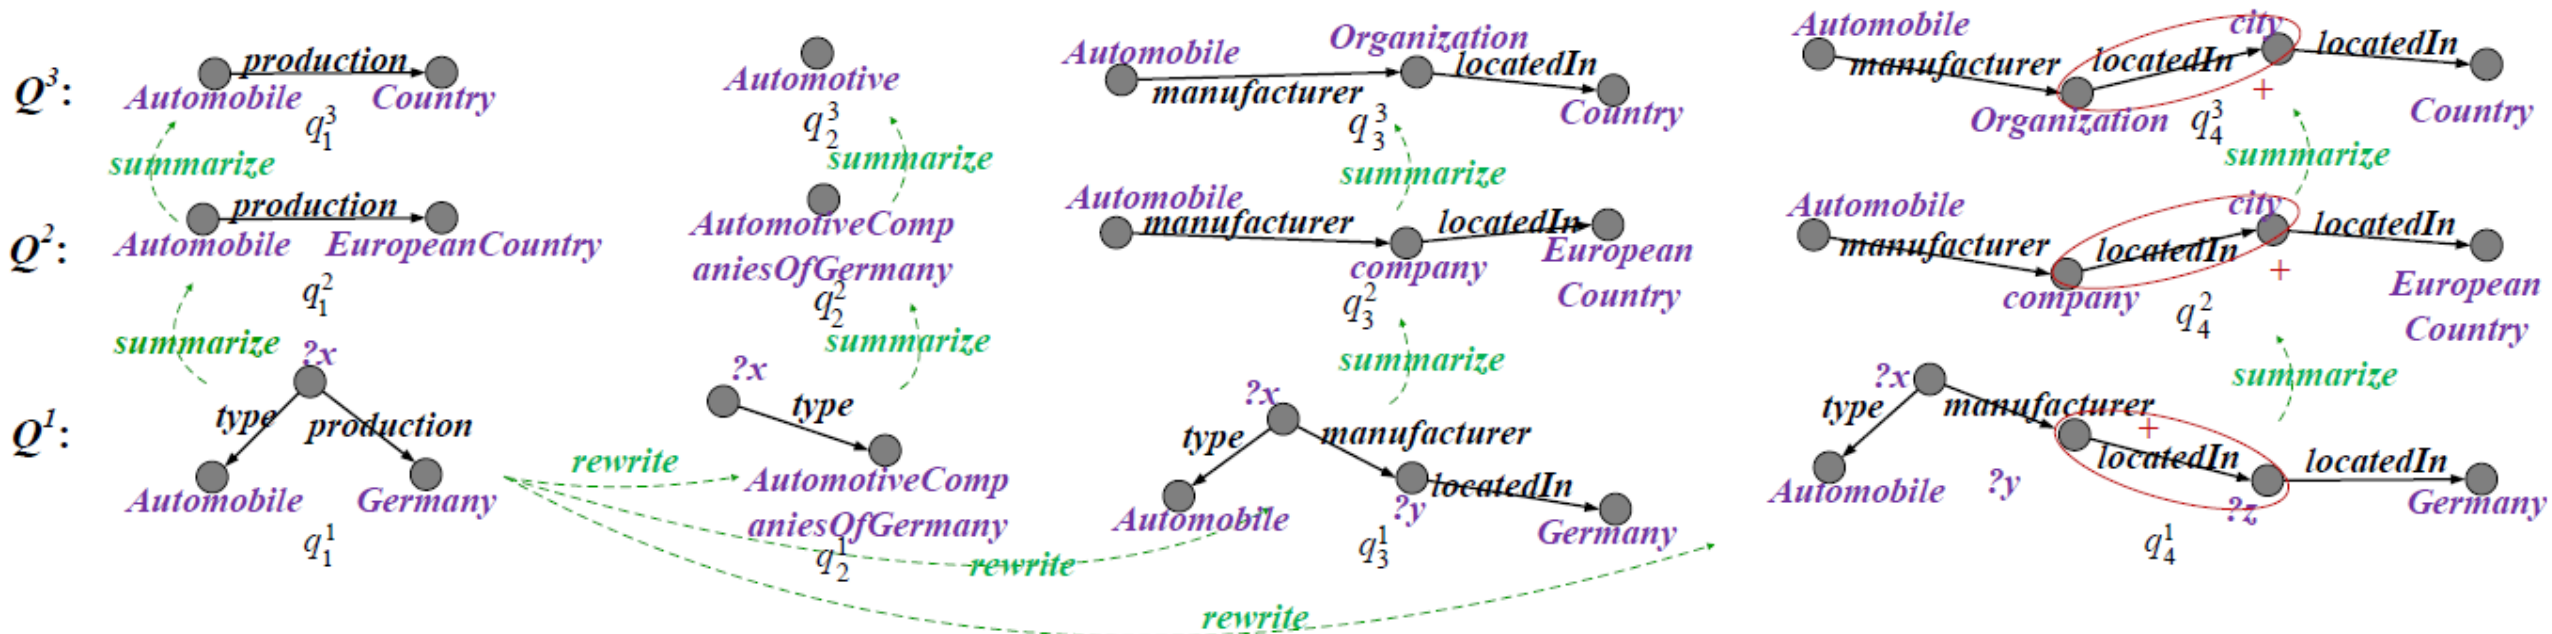 Q³:
production
Automobile
Country
q₁³
Automotive
q₂³
Automobile
Organization
manufacturer
locatedIn
Country
q₃³
Automobile
city
manufacturer
locatedIn
locatedIn
+
Organization
Country
q₄³
summarize
summarize
summarize
summarize
Q²:
production
Automobile
EuropeanCountry
q₁²
AutomotiveComp
aniesOfGermany
q₂²
Automobile
manufacturer
locatedIn
company
European
Country
q₃²
Automobile
city
manufacturer
locatedIn
locatedIn
+
company
European
Country
q₄²
summarize
summarize
summarize
summarize
Q¹:
?x
type
production
Automobile
Germany
q₁¹
rewrite
?x
type
AutomotiveComp
aniesOfGermany
q₂¹
rewrite
?x
type
manufacturer
locatedIn
?y
Automobile
Germany
q₃¹
rewrite
?x
type
manufacturer
+
locatedIn
locatedIn
Automobile
?y
?z
Germany
q₄¹